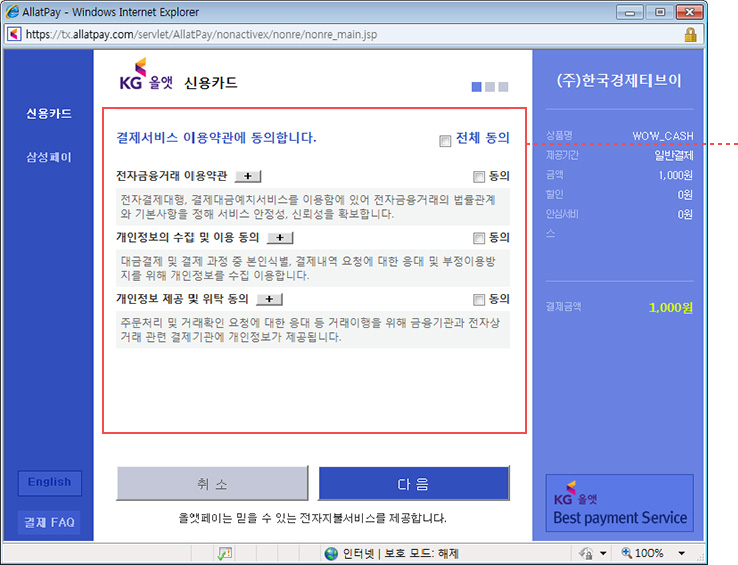 AllatPay - Windows Internet Explorer
https://tx.allatpay.com/servlet/AllatPay/nonactivex/nonre/nonre_main.jsp
신용카드
삼성페이
English
결제 FAQ
KG 올앳 신용카드
결제서비스 이용약관에 동의합니다. 전체 동의
전자금융거래 이용약관 + 동의
전자결제대행, 결제대금예치서비스를 이용함에 있어 전자금융거래의 법률관계
와 기본사항을 정해 서비스 안정성, 신뢰성을 확보합니다.
개인정보의 수집 및 이용 동의 + 동의
대금결제 및 결제 과정 중 본인식별, 결제내역 요청에 대한 응대 및 부정이용방
지를 위해 개인정보를 수집 이용합니다.
개인정보 제공 및 위탁 동의 + 동의
주문처리 및 거래확인 요청에 대한 응대 등 거래이행을 위해 금융기관과 전자상
거래 관련 결제기관에 개인정보가 제공됩니다.
취 소
다 음
올앳페이는 믿을 수 있는 전자지불서비스를 제공합니다.
(주)한국경제티브이
상품명 WOW_CASH
제공기간 일반결제
금액 1,000원
할인 0원
안심서비 0원
스
결제금액 1,000원
KG 올앳
Best payment Service
인터넷 | 보호 모드: 해제
100%